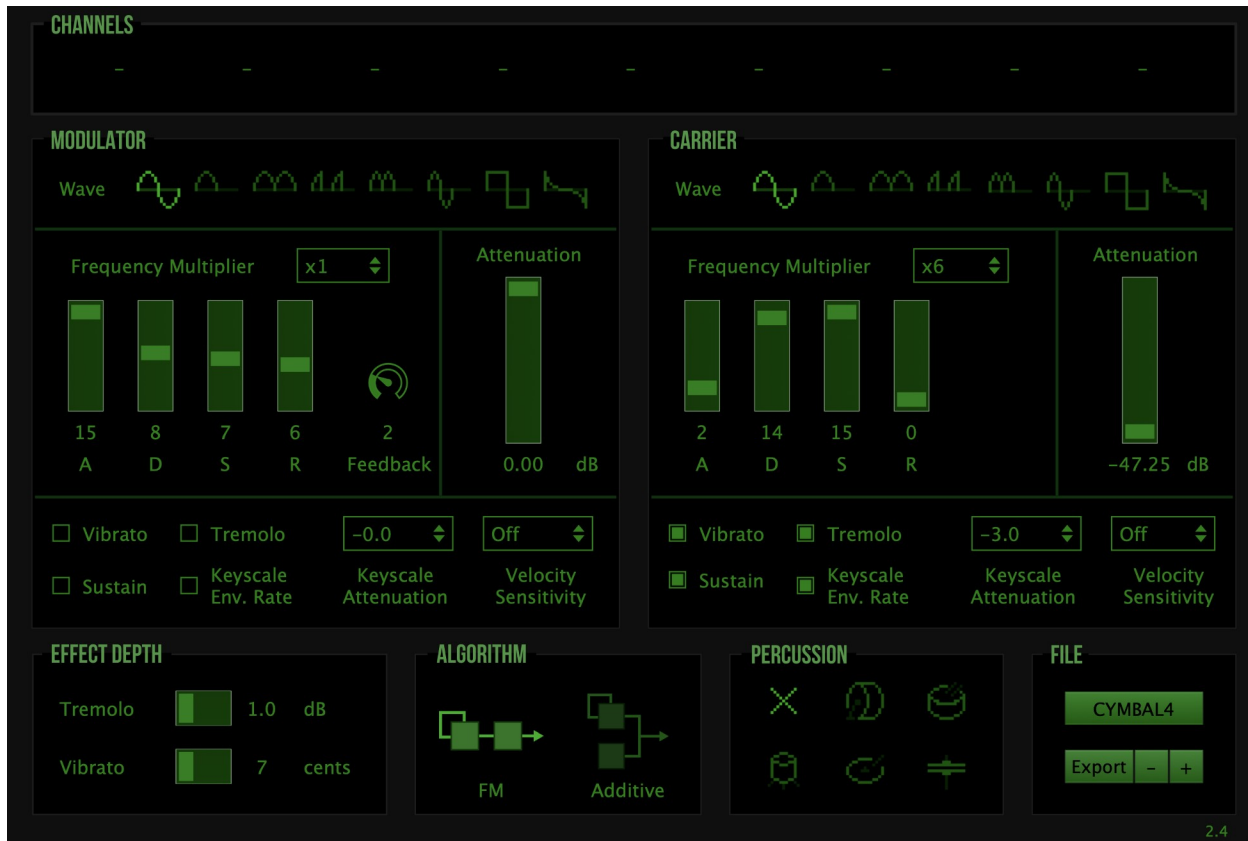 CHANNELS
– – – – – – – – –
MODULATOR
Wave
Frequency Multiplier x1
Attenuation
15 8 7 6 2
A D S R Feedback
0.00 dB
Vibrato Tremolo -0.0 Off
Sustain Keyscale Env. Rate Keyscale Attenuation Velocity Sensitivity
CARRIER
Wave
Frequency Multiplier x6
Attenuation
2 14 15 0
A D S R
-47.25 dB
Vibrato Tremolo -3.0 Off
Sustain Keyscale Env. Rate Keyscale Attenuation Velocity Sensitivity
EFFECT DEPTH
Tremolo 1.0 dB
Vibrato 7 cents
ALGORITHM
FM Additive
PERCUSSION
FILE
CYMBAL4
Export - +
2.4